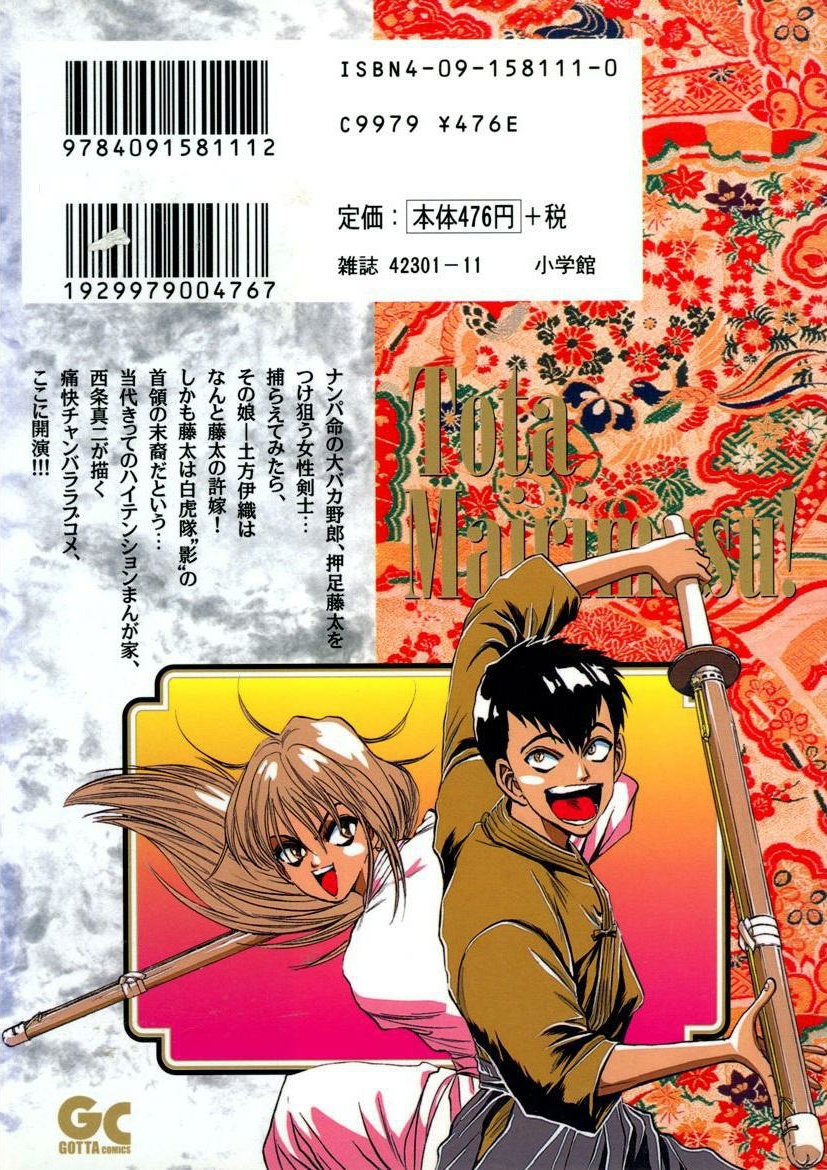 ISBN4-09-158111-0
C9979 ¥476E
9784091581112
定価：本体476円+税
雑誌 42301-11 小学館
1929979004767
ナンパ命の大バカ野郎、押足藤太を
つけ狙う女性剣士…
捕らえてみたら、
その娘―土方伊織は
なんと藤太の許嫁！
しかも藤太は白虎隊”影“の
首領の末裔だという…
当代きってのハイテンションまんが家、
西条真二が描く
痛快チャンバララブコメ、
ここに開演!!!
Tota
Mairimasu!
GC
GOTTA COMICS